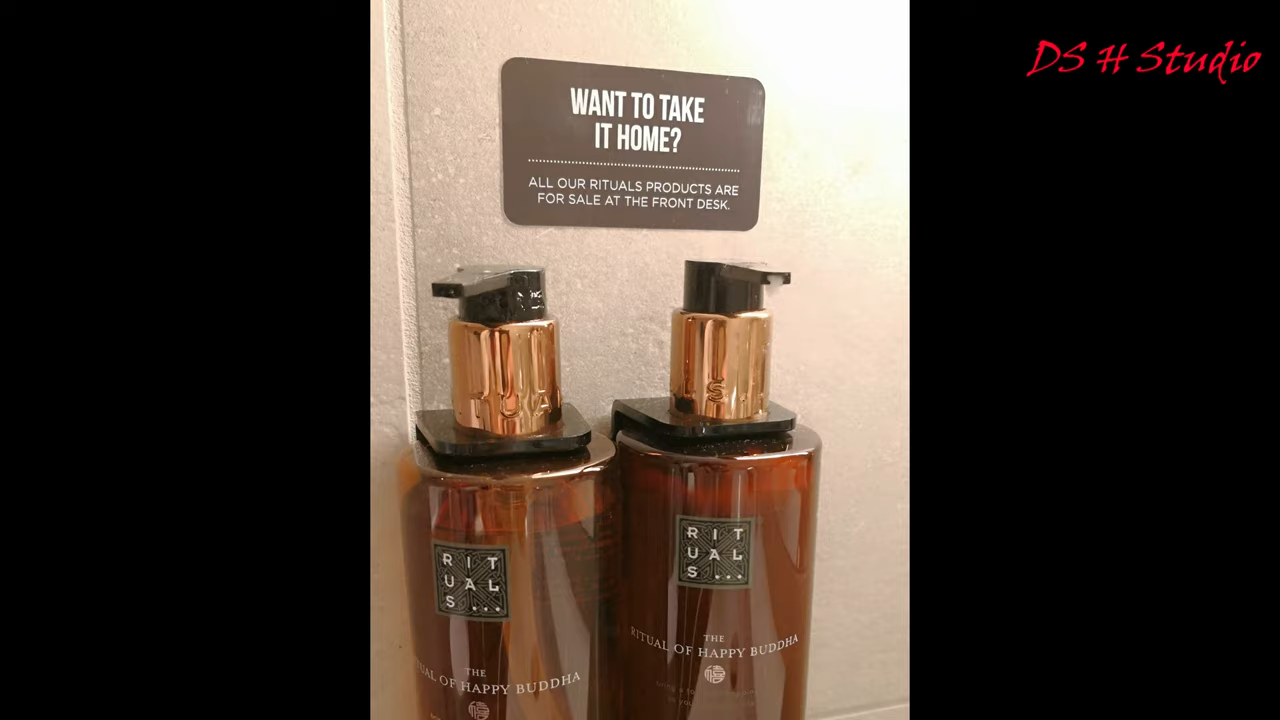 DS H Studio
WANT TO TAKE
IT HOME?
ALL OUR RITUALS PRODUCTS ARE
FOR SALE AT THE FRONT DESK.
UA
S
RIT
UAL
S...
THE
RITUAL OF HAPPY BUDDHA
RIT
UAL
S...
THE
OF HAPPY BUDDHA